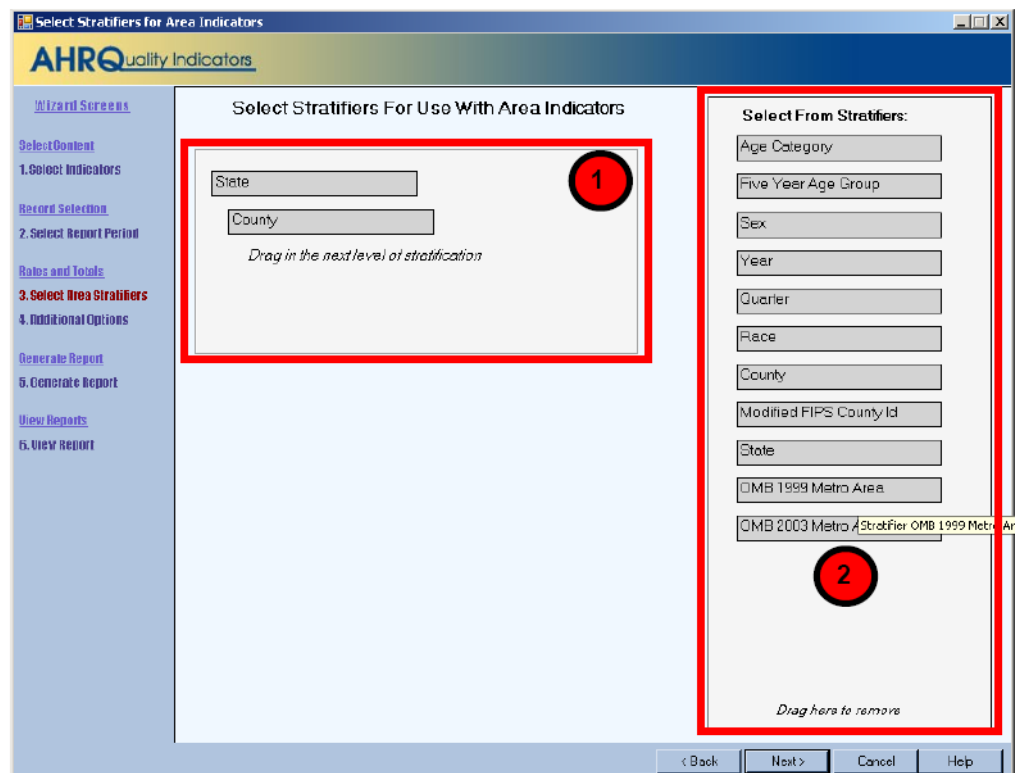 Select Stratifiers for Area Indicators
AHRQuality Indicators
Wizard Screens
Select Content
1. Select Indicators
Record Selection
2. Select Report Period
Rates and Totals
3. Select Area Stratifiers
4. Additional Options
Generate Report
5. Generate Report
View Reports
6. View Report
Select Stratifiers For Use With Area Indicators
1
State
County
Drag in the next level of stratification
Select From Stratifiers:
Age Category
Five Year Age Group
Sex
Year
Quarter
Race
County
Modified FIPS County Id
State
OMB 1999 Metro Area
OMB 2003 Metro A
Stratifier OMB 1999 Metro Ar
2
Drag here to remove
< Back
Next >
Cancel
Help